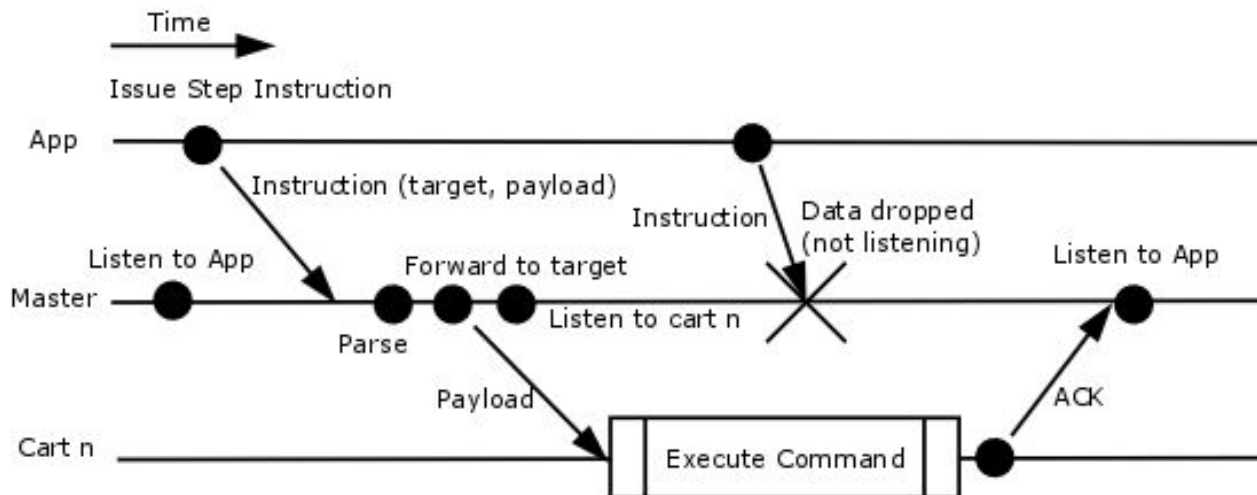 Time
Issue Step Instruction
App
Instruction (target, payload)
Instruction
Data dropped
(not listening)
Listen to App
Forward to target
Listen to App
Master
Parse
Listen to cart n
Payload
ACK
Cart n
Execute Command